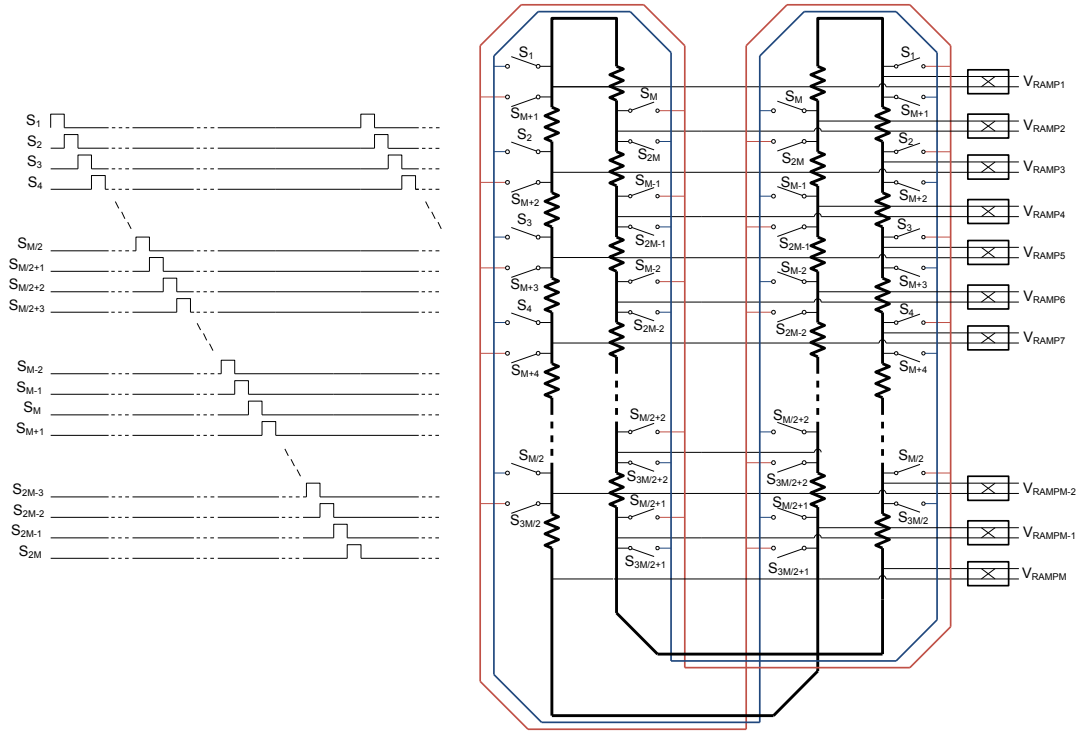 S1
S2
S3
S4
SM/2
SM/2+1
SM/2+2
SM/2+3
SM-2
SM-1
SM
SM+1
S2M-3
S2M-2
S2M-1
S2M
S1
SM+1
S2
SM+2
S3
SM+3
S4
SM+4
SM/2
S3M/2
SM
S2M
SM-1
S2M-1
SM-2
S2M-2
SM/2+2
S3M/2+2
SM/2+1
S3M/2+1
SM
S2M
SM-1
S2M-1
SM-2
S2M-2
SM/2+2
S3M/2+2
SM/2+1
S3M/2+1
S1
SM+1
S2
SM+2
S3
SM+3
S4
SM+4
SM/2
S3M/2
VRAMP1
VRAMP2
VRAMP3
VRAMP4
VRAMP5
VRAMP6
VRAMP7
VRAMPM-2
VRAMPM-1
VRAMPM